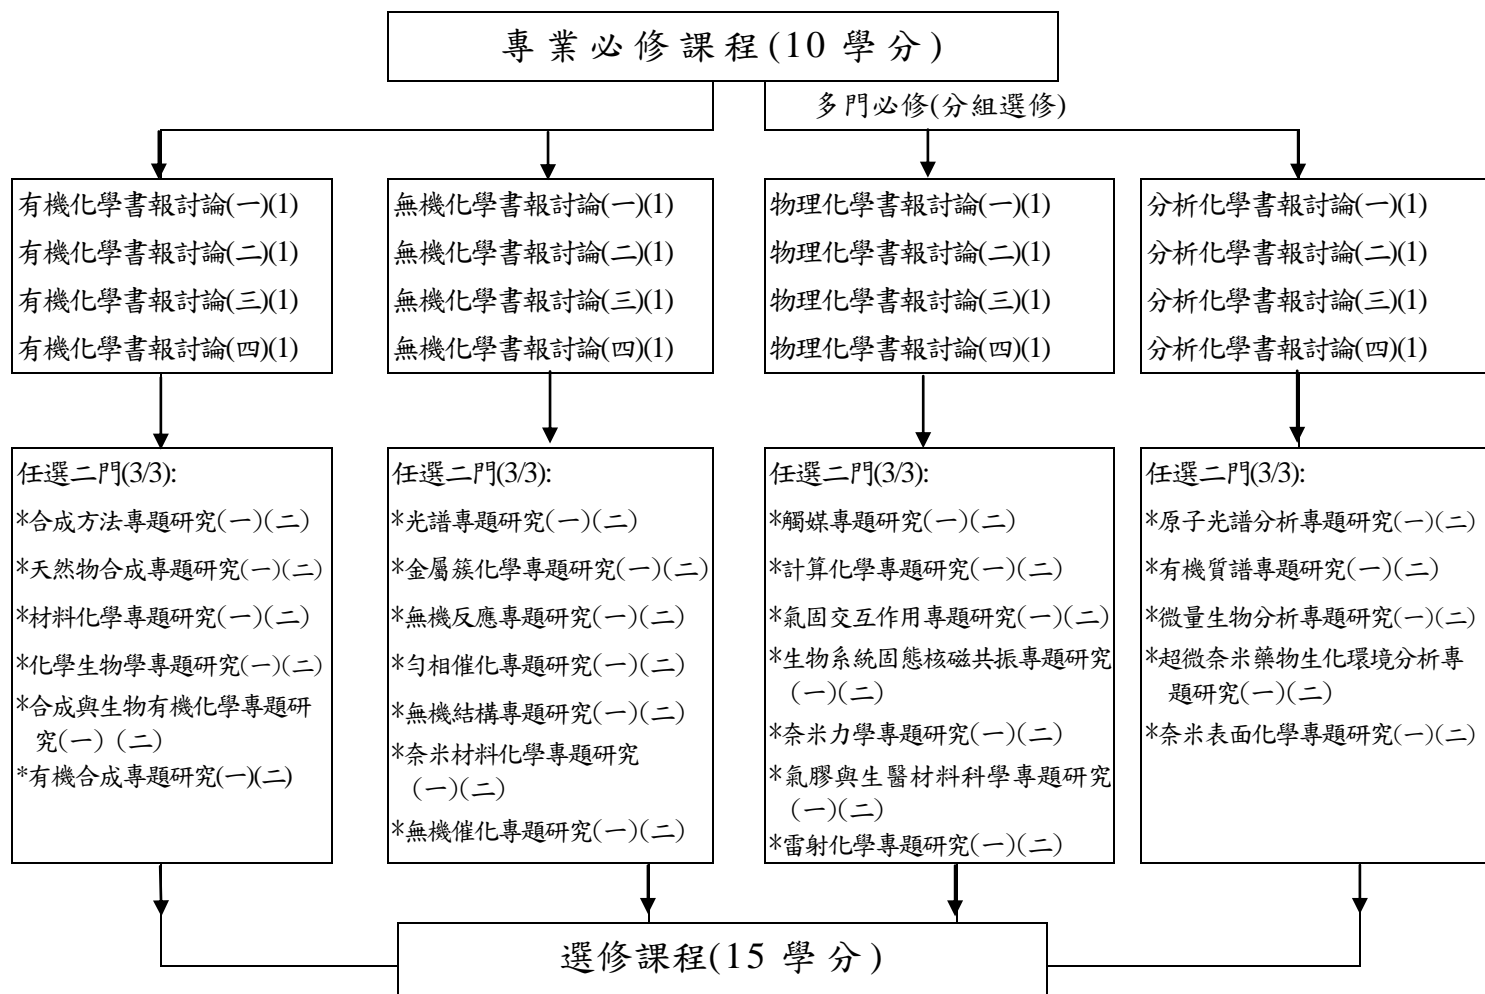 專業必修課程(10 學分)
多門必修(分組選修)
有機化學書報討論(一)(1)
有機化學書報討論(二)(1)
有機化學書報討論(三)(1)
有機化學書報討論(四)(1)
無機化學書報討論(一)(1)
無機化學書報討論(二)(1)
無機化學書報討論(三)(1)
無機化學書報討論(四)(1)
物理化學書報討論(一)(1)
物理化學書報討論(二)(1)
物理化學書報討論(三)(1)
物理化學書報討論(四)(1)
分析化學書報討論(一)(1)
分析化學書報討論(二)(1)
分析化學書報討論(三)(1)
分析化學書報討論(四)(1)
任選二門(3/3):
*合成方法專題研究(一)(二)
*天然物合成專題研究(一)(二)
*材料化學專題研究(一)(二)
*化學生物學專題研究(一)(二)
*合成與生物有機化學專題研
究(一) (二)
*有機合成專題研究(一)(二)
任選二門(3/3):
*光譜專題研究(一)(二)
*金屬簇化學專題研究(一)(二)
*無機反應專題研究(一)(二)
*勻相催化專題研究(一)(二)
*無機結構專題研究(一)(二)
*奈米材料化學專題研究
(一)(二)
*無機催化專題研究(一)(二)
任選二門(3/3):
*觸媒專題研究(一)(二)
*計算化學專題研究(一)(二)
*氣固交互作用專題研究(一)(二)
*生物系統固態核磁共振專題研究
(一)(二)
*奈米力學專題研究(一)(二)
*氣膠與生醫材料科學專題研究
(一)(二)
*雷射化學專題研究(一)(二)
任選二門(3/3):
*原子光譜分析專題研究(一)(二)
*有機質譜專題研究(一)(二)
*微量生物分析專題研究(一)(二)
*超微奈米藥物生化環境分析專
題研究(一)(二)
*奈米表面化學專題研究(一)(二)
選修課程(15 學分)